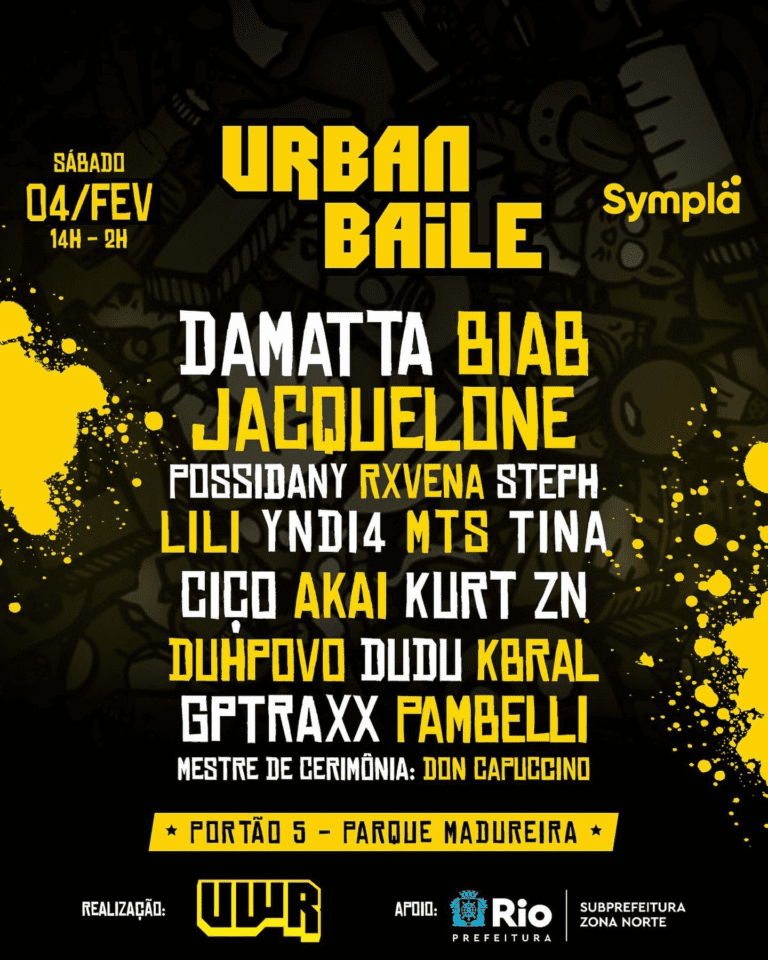 SÁBADO
04/FEV
14H - 2H
URBAN
BAiLE
Symplä
DAMATTA BIAB
JACQUELONE
POSSIDANY RXVENA STEPH
LILI YNDI4 MTS TINA
CIÇO AKAI KURT ZN
DUHPOVO DUDU KBRAL
GPTRAXX PAMBELLI
MESTRE DE CERIMÔNIA: DON CAPUCCINO
★ PORTÃO 5 - PARQUE MADUREIRA ★
REALIZAÇÃO:
UWR
APOIO:
Rio
PREFEITURA
SUBPREFEITURA
ZONA NORTE